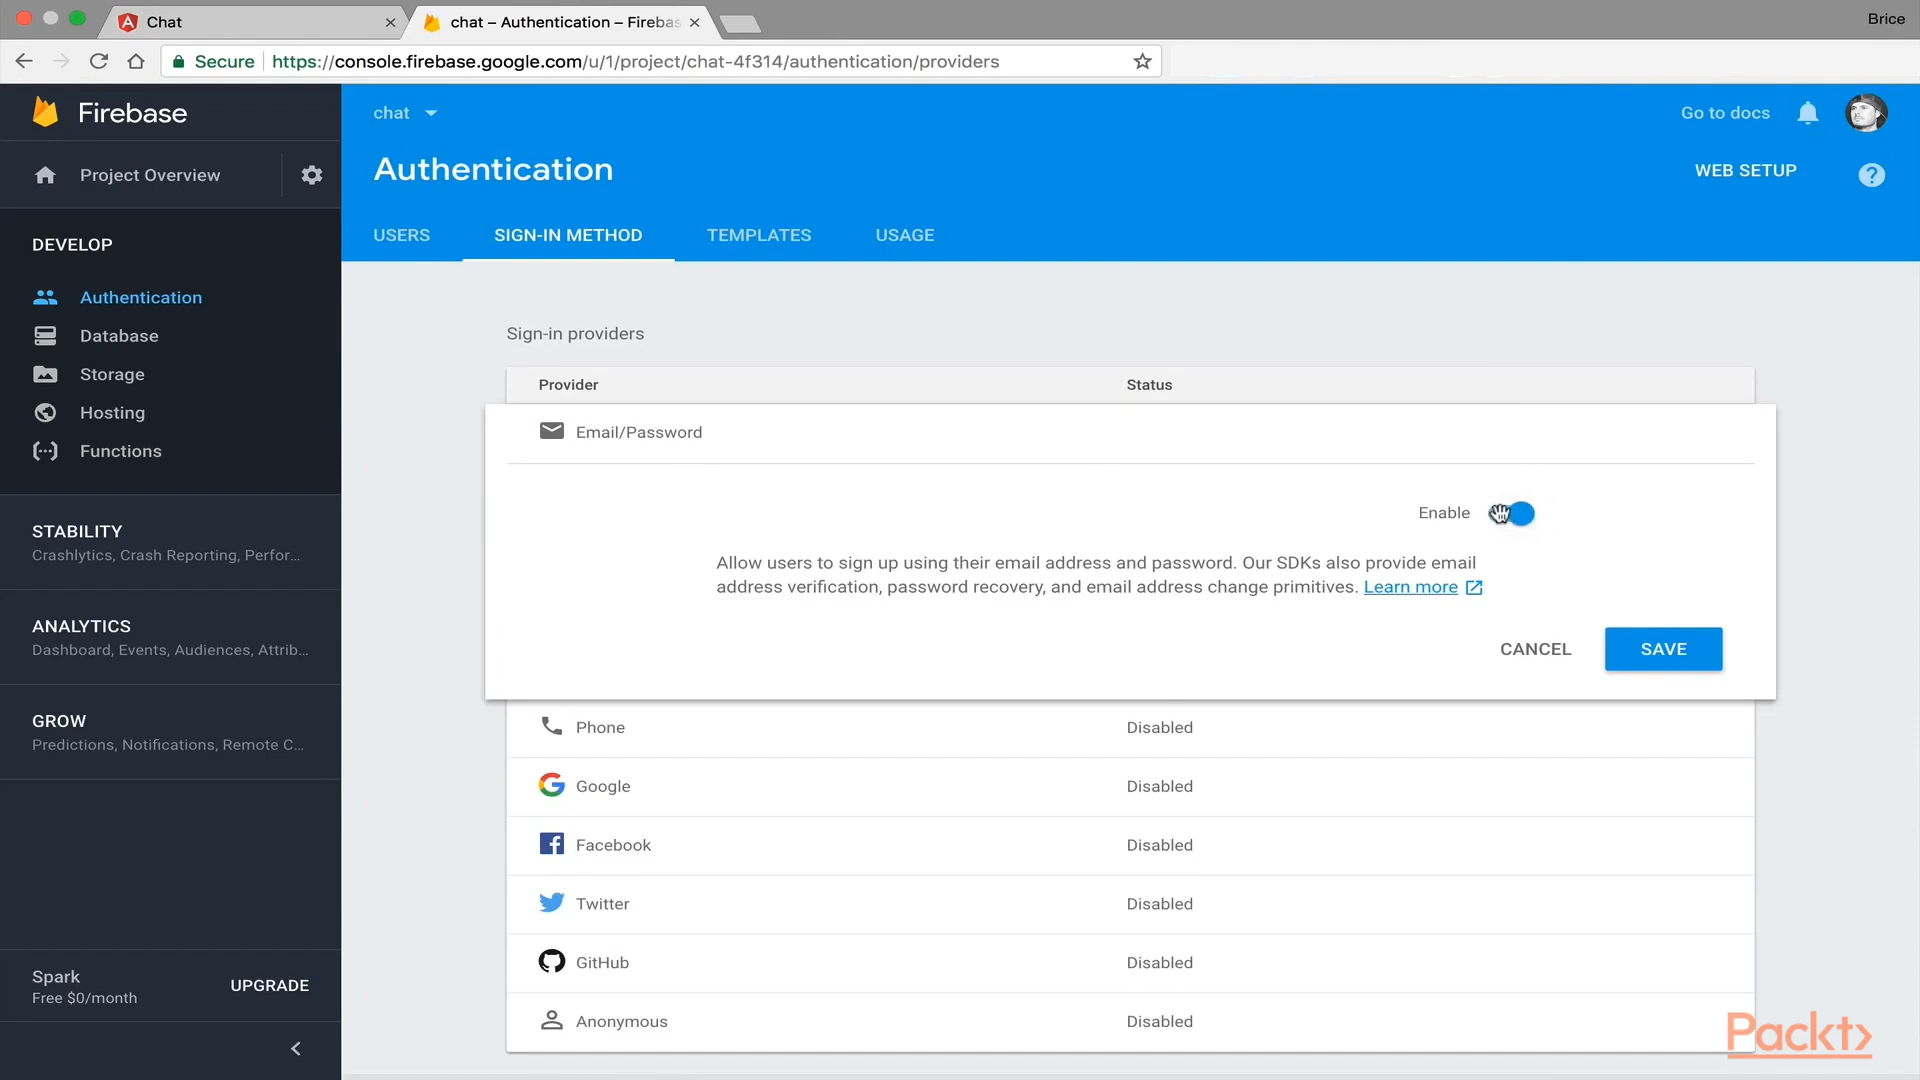 Chat
chat – Authentication – Firebas
Brice
Secure
https://console.firebase.google.com/u/1/project/chat-4f314/authentication/providers
Firebase
chat
Go to docs
Project Overview
Authentication
WEB SETUP
?
USERS
SIGN-IN METHOD
TEMPLATES
USAGE
DEVELOP
Authentication
Database
Storage
Hosting
Functions
STABILITY
Crashlytics, Crash Reporting, Perfor...
ANALYTICS
Dashboard, Events, Audiences, Attrib...
GROW
Predictions, Notifications, Remote C...
Spark
Free $0/month
UPGRADE
Sign-in providers
Provider
Status
Email/Password
Enable
Allow users to sign up using their email address and password. Our SDKs also provide email
address verification, password recovery, and email address change primitives. Learn more
CANCEL
SAVE
Phone
Disabled
Google
Disabled
Facebook
Disabled
Twitter
Disabled
GitHub
Disabled
Anonymous
Disabled
Packt